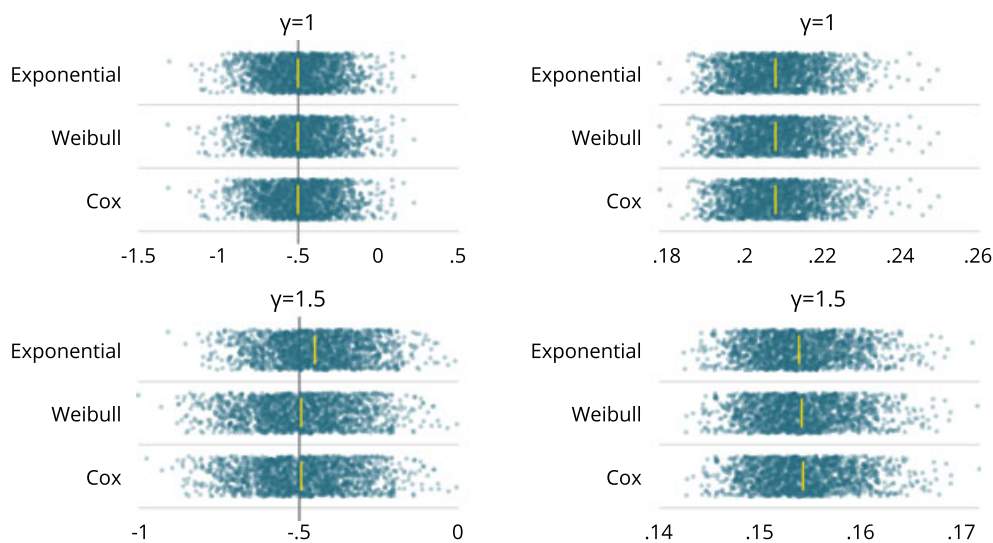 γ=1
Exponential
Weibull
Cox
-1.5 -1 -.5 0 .5
γ=1
Exponential
Weibull
Cox
.18 .2 .22 .24 .26
γ=1.5
Exponential
Weibull
Cox
-1 -.5 0
γ=1.5
Exponential
Weibull
Cox
.14 .15 .16 .17